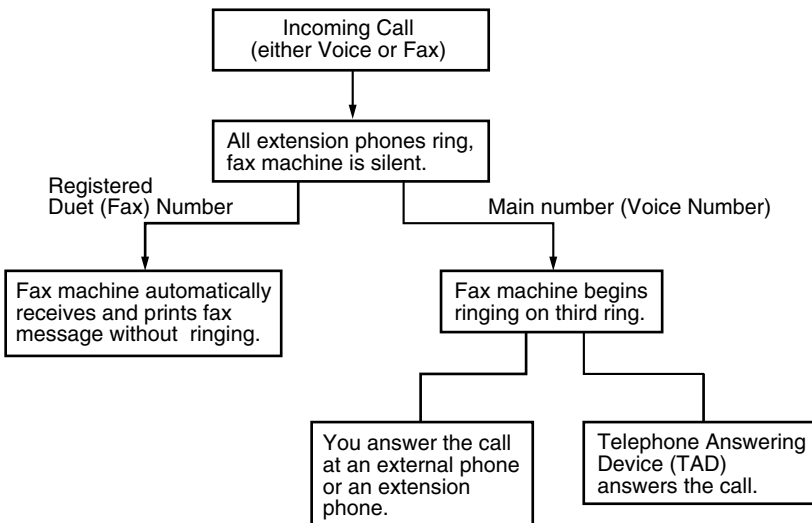 Incoming Call
(either Voice or Fax)
All extension phones ring,
fax machine is silent.
Registered
Duet (Fax) Number
Main number (Voice Number)
Fax machine automatically
receives and prints fax
message without ringing.
Fax machine begins
ringing on third ring.
You answer the call
at an external phone
or an extension
phone.
Telephone Answering
Device (TAD)
answers the call.